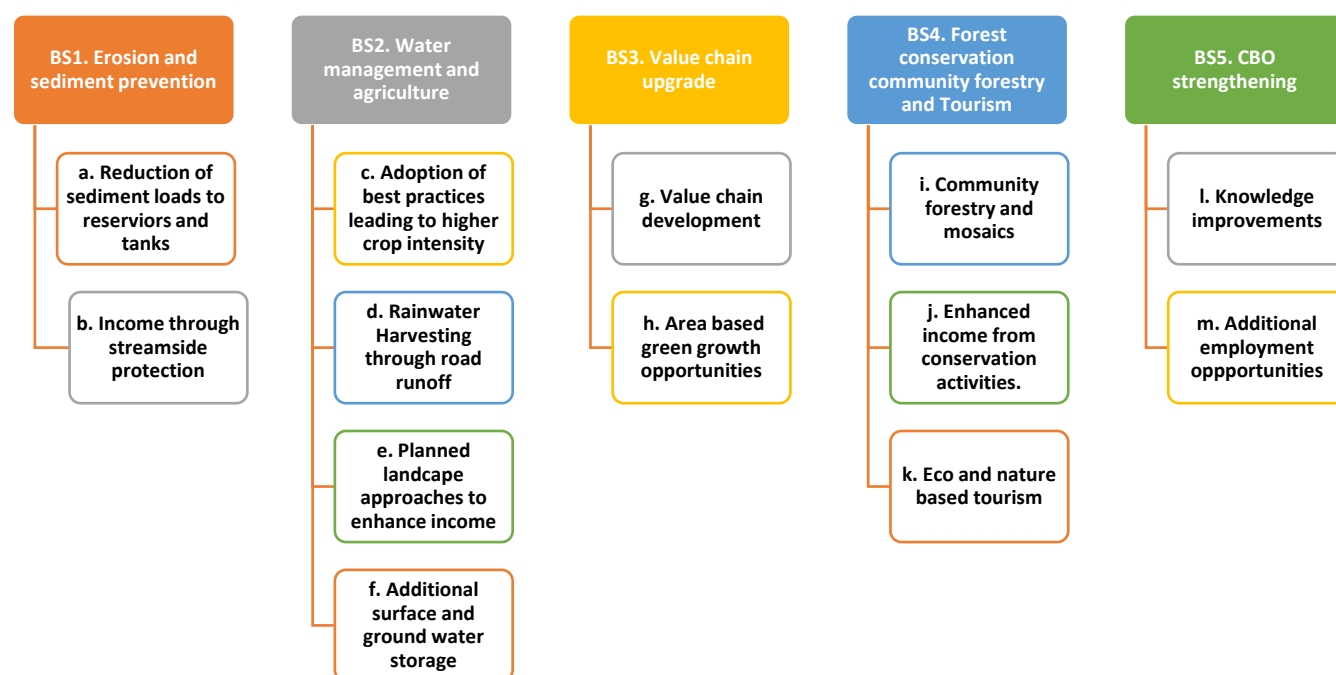 BS1. Erosion and
sediment prevention
a. Reduction of
sediment loads to
reserviors and
tanks
b. Income through
streamside
protection
BS2. Water
management and
agriculture
c. Adoption of
best practices
leading to higher
crop intensity
d. Rainwater
Harvesting
through road
runoff
e. Planned
landcape
approaches to
enhance income
f. Additional
surface and
ground water
storage
BS3. Value chain
upgrade
g. Value chain
development
h. Area based
green growth
opportunities
BS4. Forest
conservation
community forestry
and Tourism
i. Community
forestry and
mosaics
j. Enhanced
income from
conservation
activities.
k. Eco and nature
based tourism
BS5. CBO
strengthening
l. Knowledge
improvements
m. Additional
employment
oppportunities